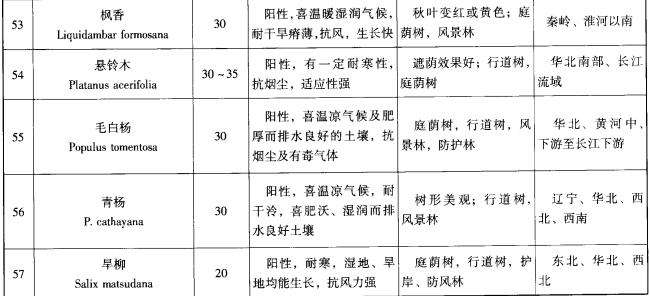 53
枫香
Liquidambar formosana
30
阳性，喜温暖湿润气候，
耐干旱瘠薄，抗风，生长快
秋叶变红或黄色；庭
荫树，风景林
秦岭、淮河以南
54
悬铃木
Platanus acerifolia
30～35
阳性，有一定耐寒性，
抗烟尘，适应性强
遮荫效果好；行道树，
庭荫树
华北南部、长江
流域
55
毛白杨
Populus tomentosa
30
阳性，喜温凉气候及肥
厚而排水良好的土壤，抗
烟尘及有毒气体
庭荫树，行道树，风
景林，防护林
华北、黄河中、
下游至长江下游
56
青杨
P. cathayana
30
阳性，喜温凉气候，耐
干冷，喜肥沃、湿润而排
水良好土壤
树形美观；行道树，
风景林
辽宁、华北、西
北、西南
57
旱柳
Salix matsudana
20
阳性，耐寒，湿地、旱
地均能生长，抗风力强
庭荫树，行道树，护
岸、防风林
东北、华北、西
北